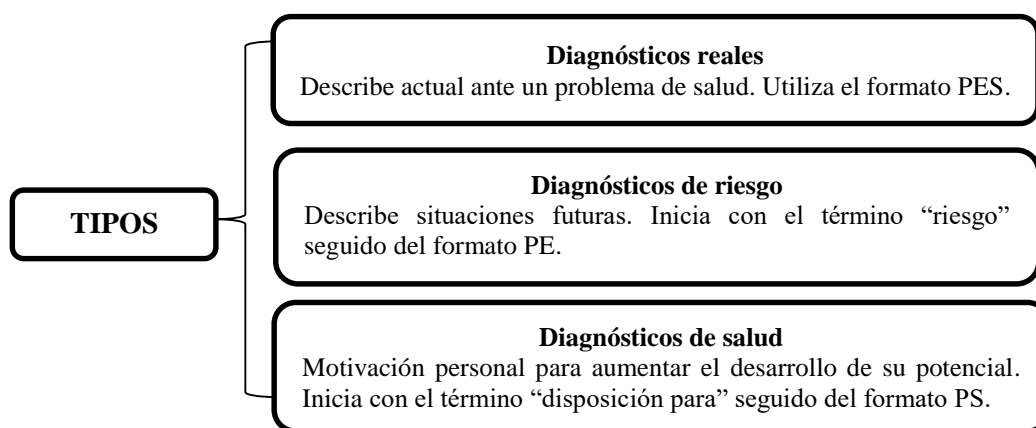 TIPOS
Diagnósticos reales
Describe actual ante un problema de salud. Utiliza el formato PES.
Diagnósticos de riesgo
Describe situaciones futuras. Inicia con el término “riesgo”
seguido del formato PE.
Diagnósticos de salud
Motivación personal para aumentar el desarrollo de su potencial.
Inicia con el término “disposición para” seguido del formato PS.